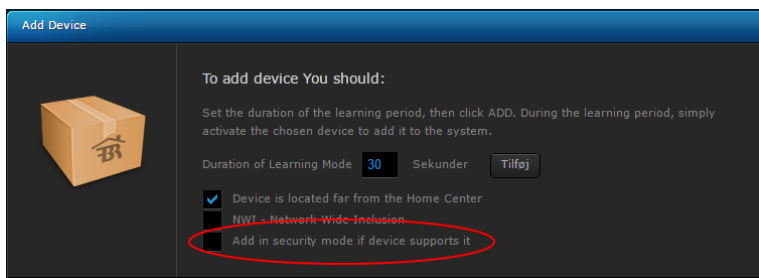 Add Device
To add device You should:
Set the duration of the learning period, then click ADD. During the learning period, simply
activate the chosen device to add it to the system.
Duration of Learning Mode 30 Sekunder Tilføj
Device is located far from the Home Center
NWI - Network Wide Inclusion
Add in security mode if device supports it